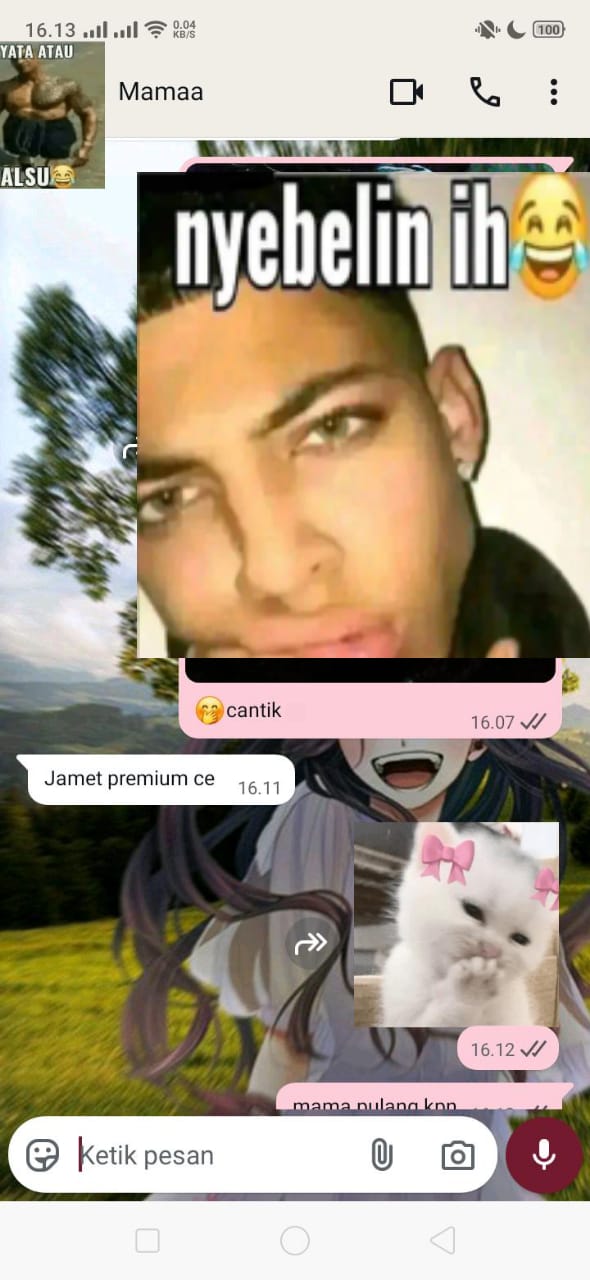 16.13
0.04
KB/S
100
YATA ATAU
ALSU😂
Mamaa
nyebelin ih😂
🤭cantik
16.07
Jamet premium ce
16.11
16.12
mama pulang kpn
Ketik pesan